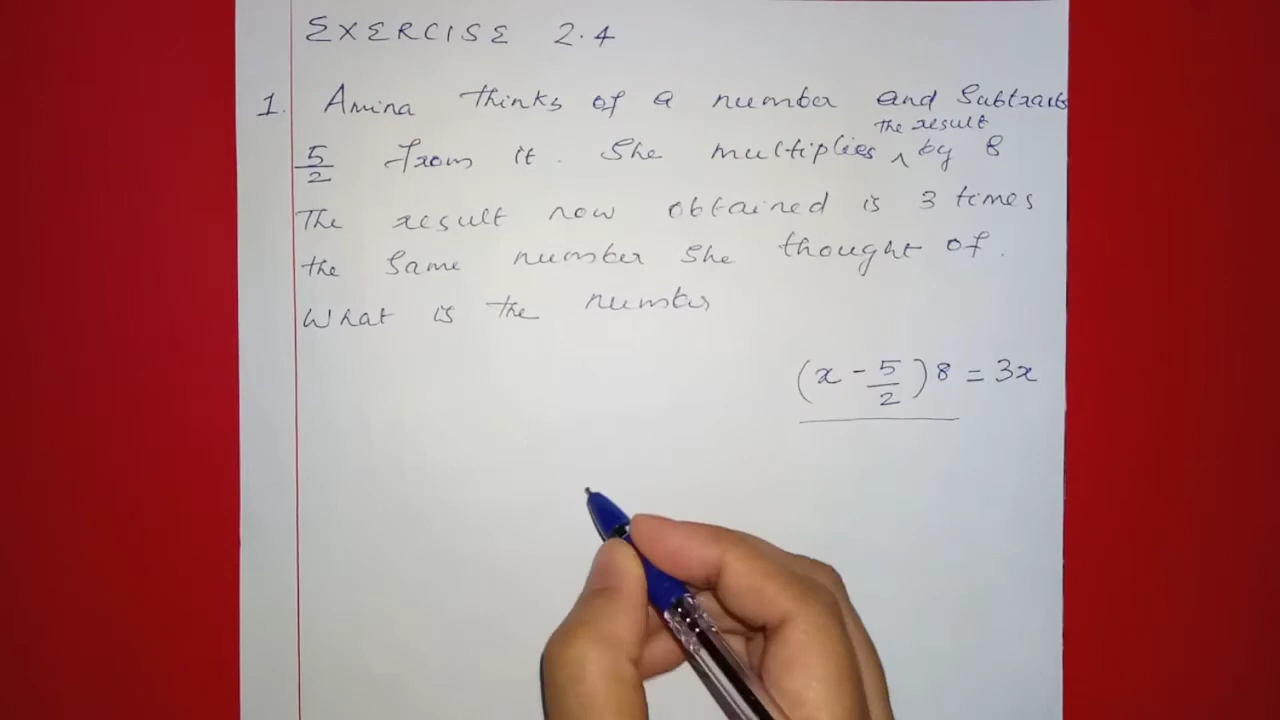 EXERCISE 2.4
1. Amina thinks of a number and Subtracts
the result
5/2 from it. She multiplies ^ by 8
The result now obtained is 3 times
the same number she thought of.
What is the number
(x - 5/2)8 = 3x